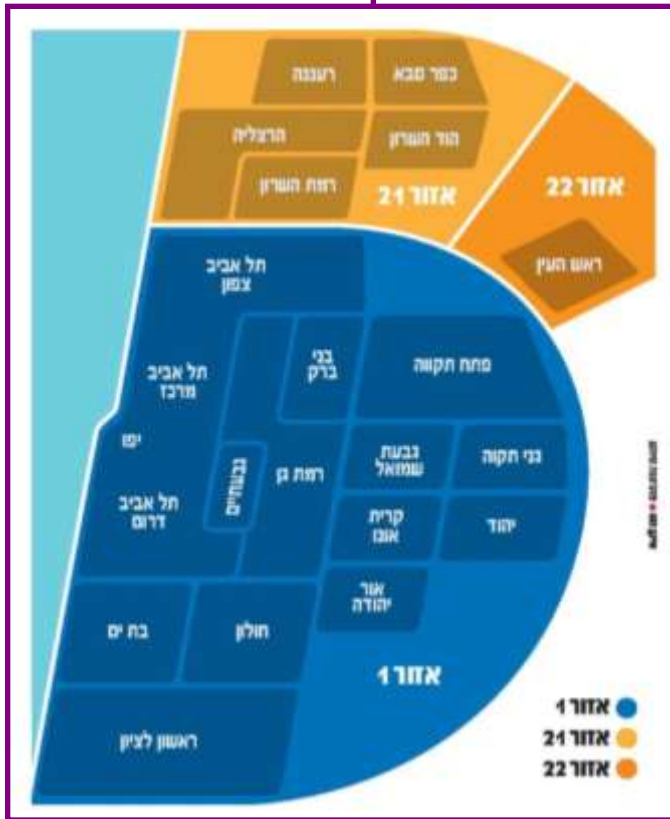 כפר סבא
רעננה
הוד השרון
הרצליה
רמת השרון
אזור 21
אזור 22
ראש העין
תל אביב
צפון
בני
ברק
פתח תקווה
תל אביב
מרכז
יפו
גבעת
שמואל
גני תקוה
רמת גן
גבעתיים
תל אביב
דרום
קרית
אונו
יהוד
אור
יהודה
חולון
בת ים
אזור 1
ראשון לציון
אזור 1
אזור 21
אזור 22